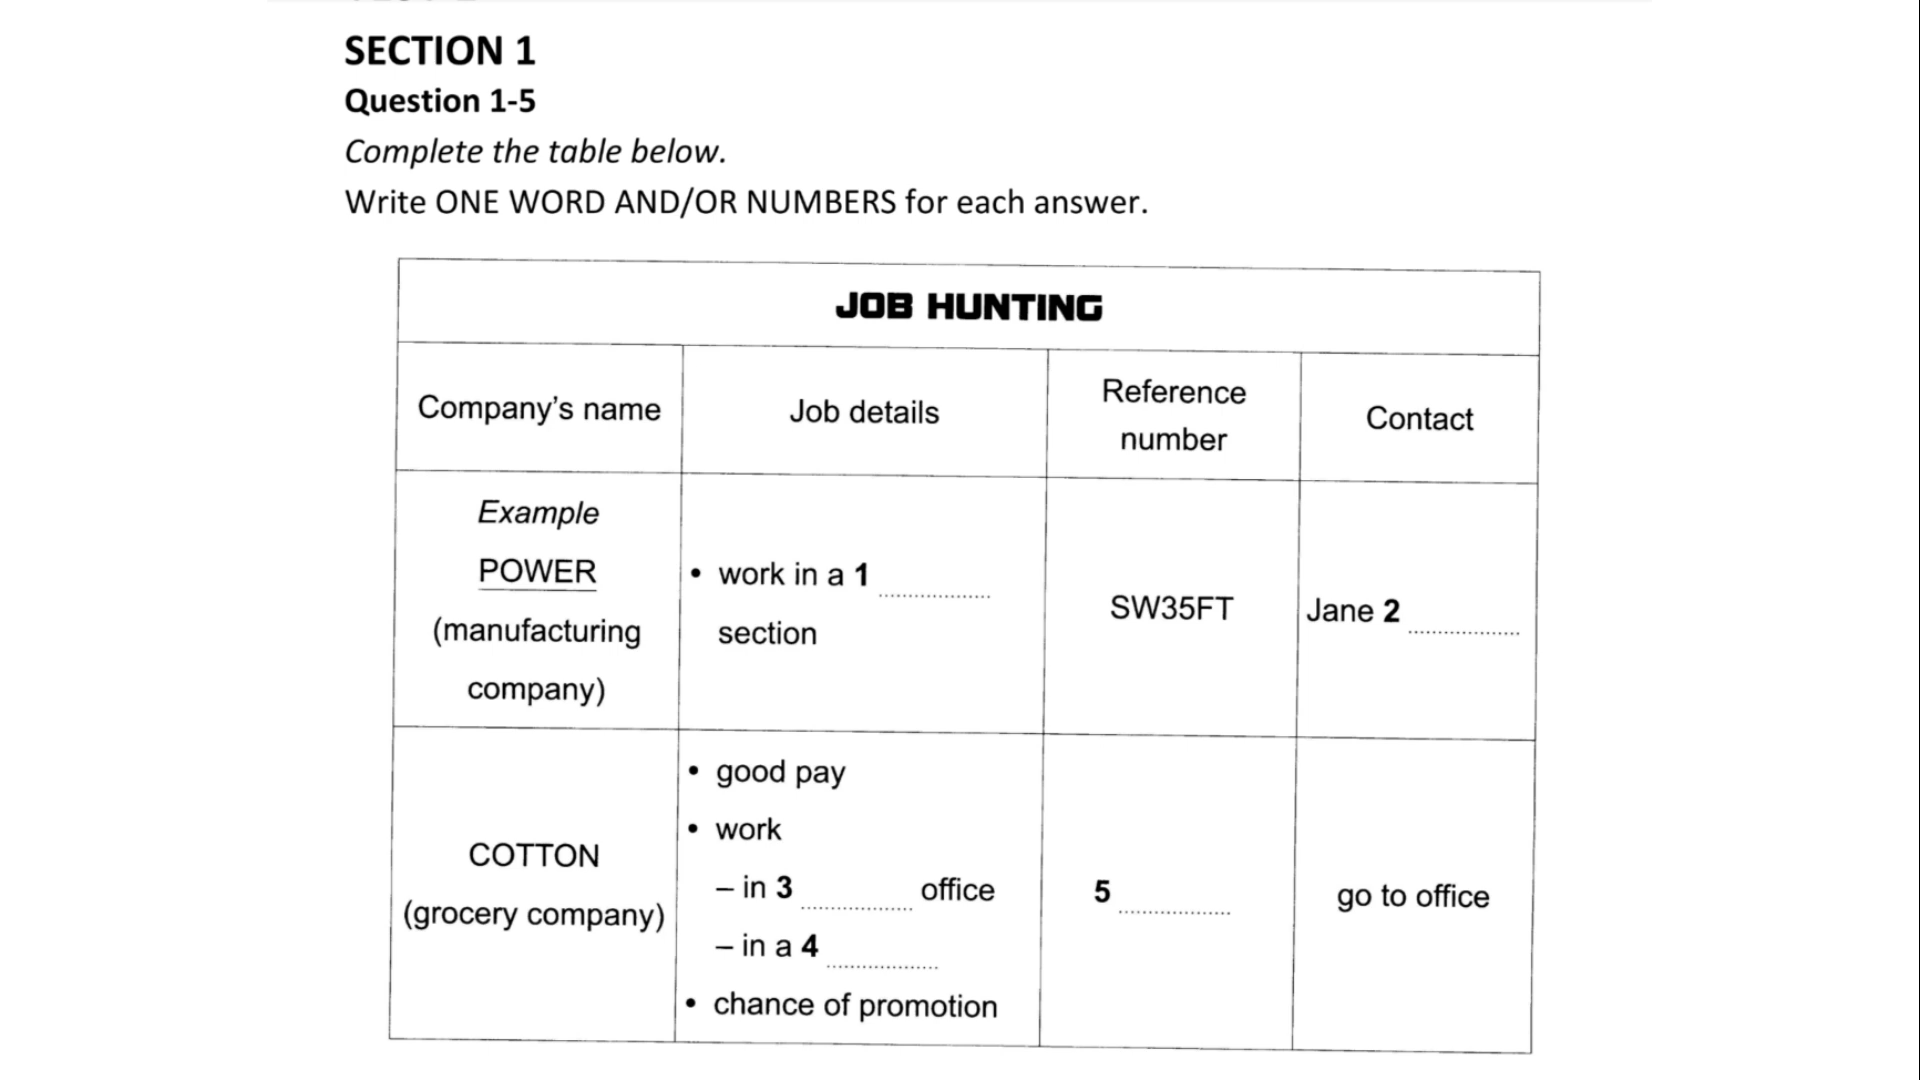 SECTION 1
Question 1-5
Complete the table below.
Write ONE WORD AND/OR NUMBERS for each answer.
JOB HUNTING
Company's name
Job details
Reference
number
Contact
Example
POWER
(manufacturing
company)
• work in a 1 ..................
section
SW35FT
Jane 2 ..................
COTTON
(grocery company)
• good pay
• work
– in 3 .................. office
– in a 4 ..................
• chance of promotion
5 ..................
go to office